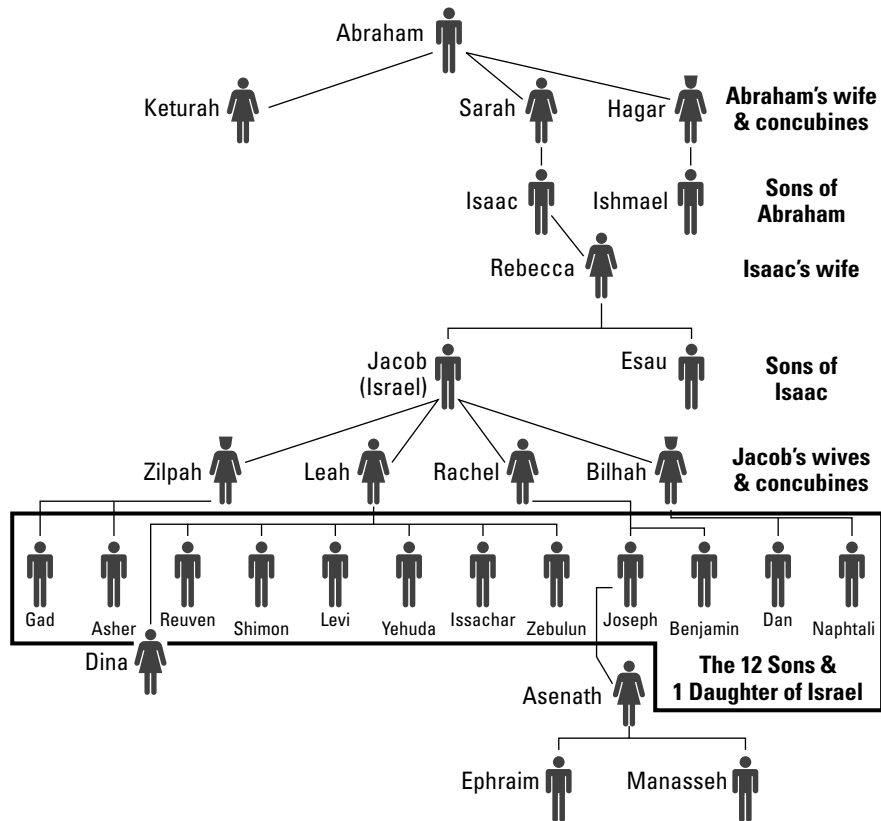 Abraham
Keturah
Sarah
Hagar
Abraham's wife
& concubines
Isaac
Ishmael
Sons of
Abraham
Rebecca
Isaac's wife
Jacob
(Israel)
Esau
Sons of
Isaac
Zilpah
Leah
Rachel
Bilhah
Jacob's wives
& concubines
Gad
Asher
Reuven
Shimon
Levi
Yehuda
Issachar
Zebulun
Joseph
Benjamin
Dan
Naphtali
Dina
The 12 Sons &
1 Daughter of Israel
Asenath
Ephraim
Manasseh